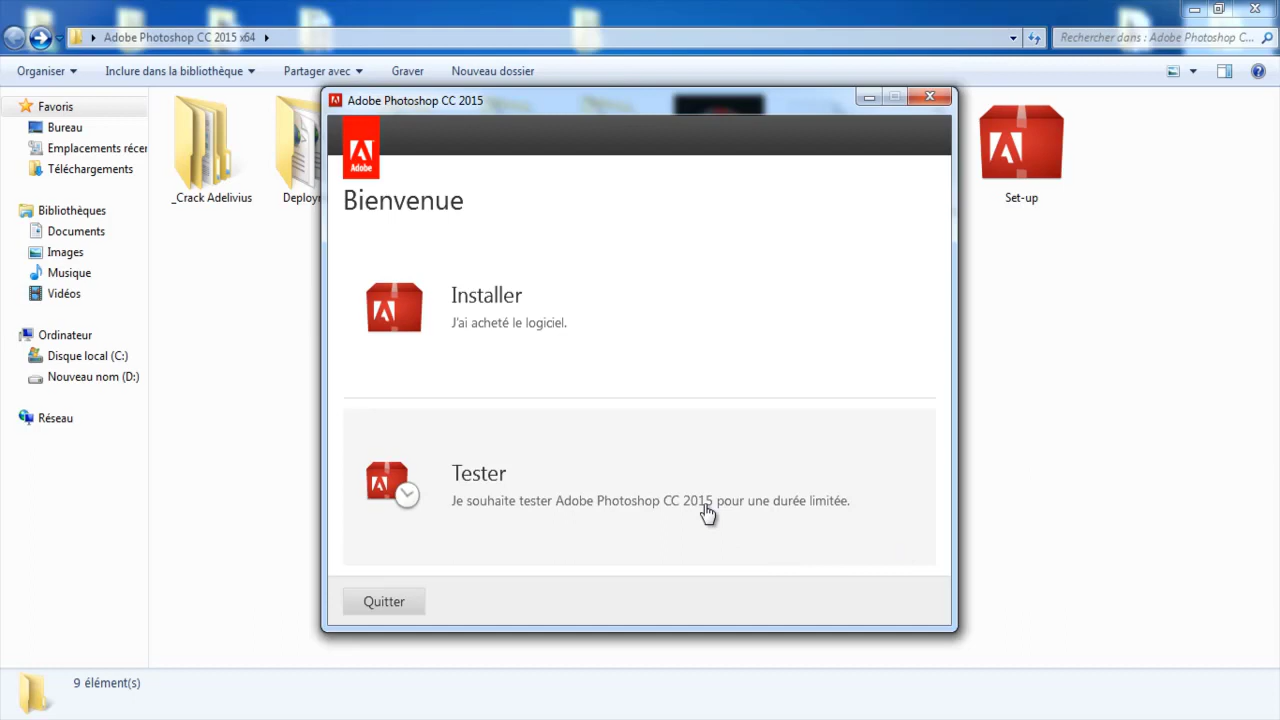 Adobe Photoshop CC 2015 x64
Rechercher dans : Adobe Photoshop C...
Organiser
Inclure dans la bibliothèque
Partager avec
Graver
Nouveau dossier
Favoris
Bureau
Emplacements récer
Téléchargements
Bibliothèques
Documents
Images
Musique
Vidéos
Ordinateur
Disque local (C:)
Nouveau nom (D:)
Réseau
_Crack Adelivius
Deployn
Set-up
Adobe Photoshop CC 2015
Adobe
Bienvenue
Installer
J'ai acheté le logiciel.
Tester
Je souhaite tester Adobe Photoshop CC 2015 pour une durée limitée.
Quitter
9 élément(s)